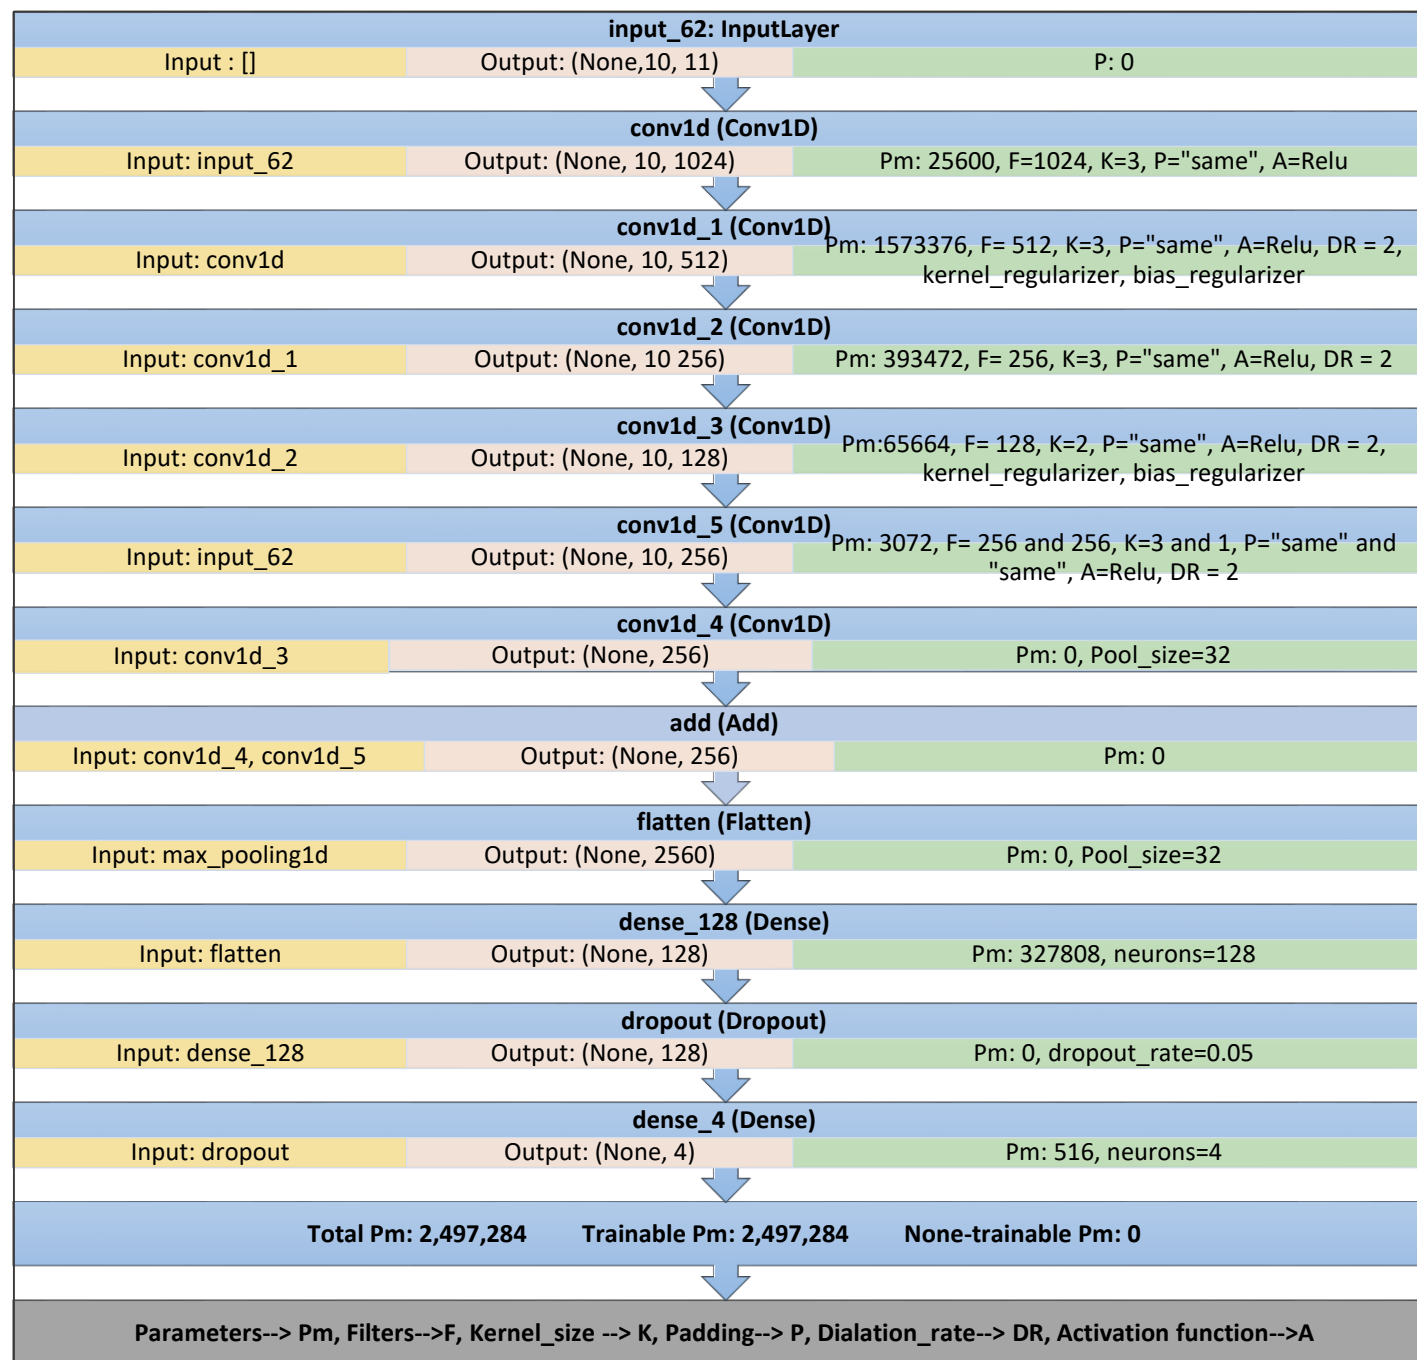 input_62: InputLayer
Input : [] Output: (None,10, 11) P: 0
conv1d (Conv1D)
Input: input_62 Output: (None, 10, 1024) Pm: 25600, F=1024, K=3, P="same", A=Relu
conv1d_1 (Conv1D)
Input: conv1d Output: (None, 10, 512) Pm: 1573376, F= 512, K=3, P="same", A=Relu, DR = 2,
kernel_regularizer, bias_regularizer
conv1d_2 (Conv1D)
Input: conv1d_1 Output: (None, 10 256) Pm: 393472, F= 256, K=3, P="same", A=Relu, DR = 2
conv1d_3 (Conv1D)
Input: conv1d_2 Output: (None, 10, 128) Pm:65664, F= 128, K=2, P="same", A=Relu, DR = 2,
kernel_regularizer, bias_regularizer
conv1d_5 (Conv1D)
Input: input_62 Output: (None, 10, 256) Pm: 3072, F= 256 and 256, K=3 and 1, P="same" and
"same", A=Relu, DR = 2
conv1d_4 (Conv1D)
Input: conv1d_3 Output: (None, 256) Pm: 0, Pool_size=32
add (Add)
Input: conv1d_4, conv1d_5 Output: (None, 256) Pm: 0
flatten (Flatten)
Input: max_pooling1d Output: (None, 2560) Pm: 0, Pool_size=32
dense_128 (Dense)
Input: flatten Output: (None, 128) Pm: 327808, neurons=128
dropout (Dropout)
Input: dense_128 Output: (None, 128) Pm: 0, dropout_rate=0.05
dense_4 (Dense)
Input: dropout Output: (None, 4) Pm: 516, neurons=4
Total Pm: 2,497,284 Trainable Pm: 2,497,284 None-trainable Pm: 0
Parameters--> Pm, Filters-->F, Kernel_size --> K, Padding--> P, Dialation_rate--> DR, Activation function-->A